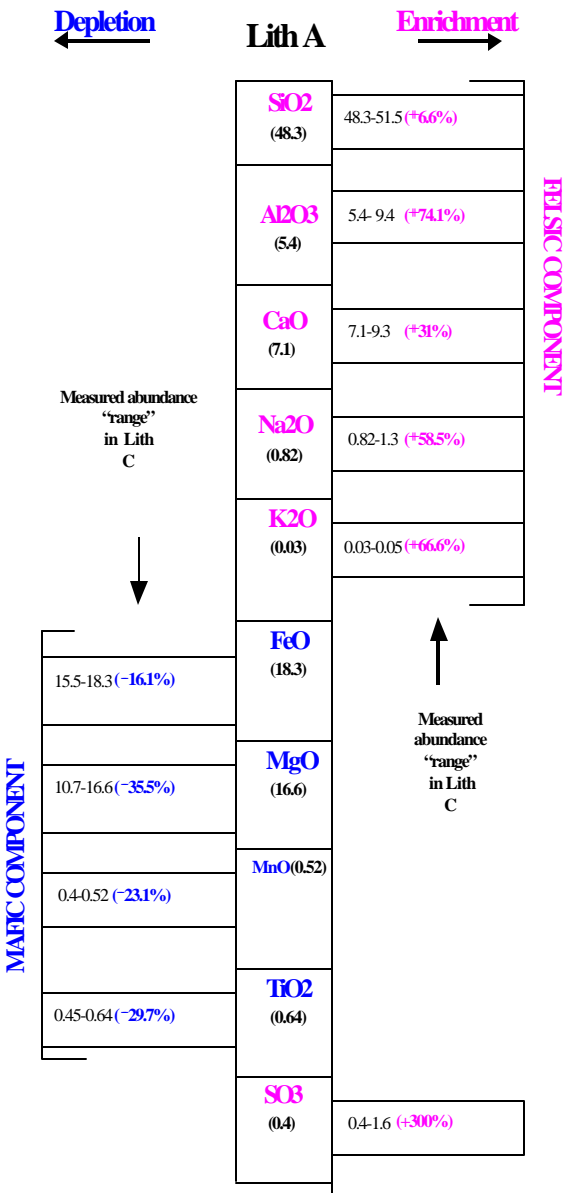 Depletion
Lith A
Enrichment
SiO2
(48.3)
48.3-51.5 (+6.6%)
Al2O3
(5.4)
5.4- 9.4 (+74.1%)
CaO
(7.1)
7.1-9.3 (+31%)
Na2O
(0.82)
0.82-1.3 (+58.5%)
K2O
(0.03)
0.03-0.05 (+66.6%)
FELSIC COMPONENT
Measured abundance
“range”
in Lith
C
FeO
(18.3)
15.5-18.3 (−16.1%)
MgO
(16.6)
10.7-16.6 (−35.5%)
MnO (0.52)
0.4-0.52 (−23.1%)
TiO2
(0.64)
0.45-0.64 (−29.7%)
MAFIC COMPONENT
Measured
abundance
“range”
in Lith
C
SO3
(0.4)
0.4-1.6 (+300%)